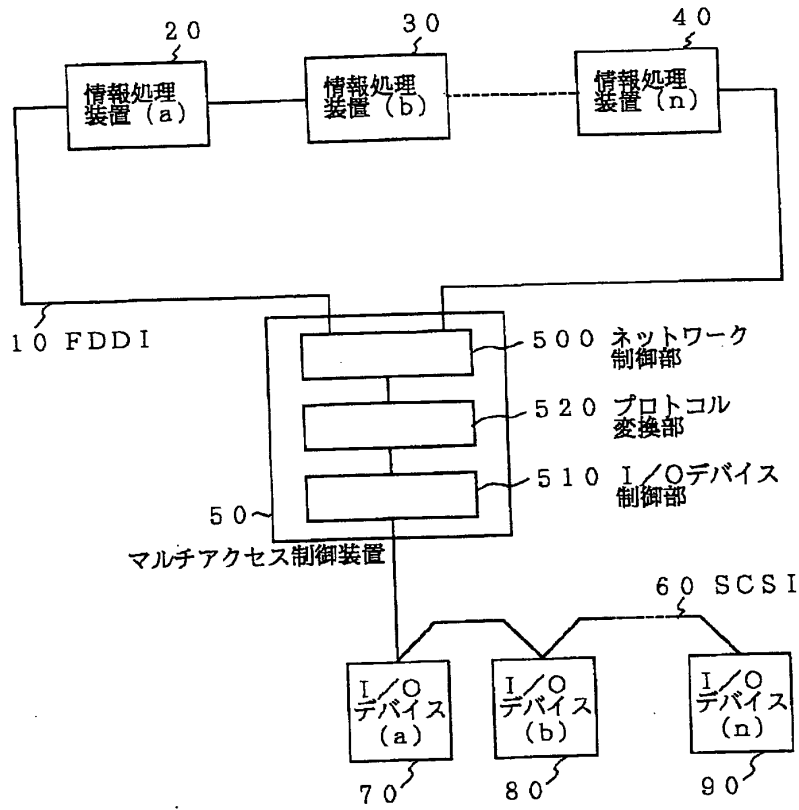 20
30
40
情報処理
装置(a)
情報処理
装置(b)
情報処理
装置(n)
10 FDDI
500 ネットワーク
制御部
520 プロトコル
変換部
510 I/Oデバイス
制御部
50
マルチアクセス制御装置
60 SCSI
I/O
デバイス
(a)
I/O
デバイス
(b)
I/O
デバイス
(n)
70
80
90